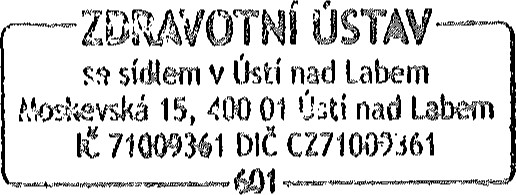 ZDRAVOTNÍ ÚSTAV
se sídlem v Ústí nad Labem
Moskevská 15, 400 01 Ústí nad Labem
IČ 71009361 DIČ CZ71009361
601